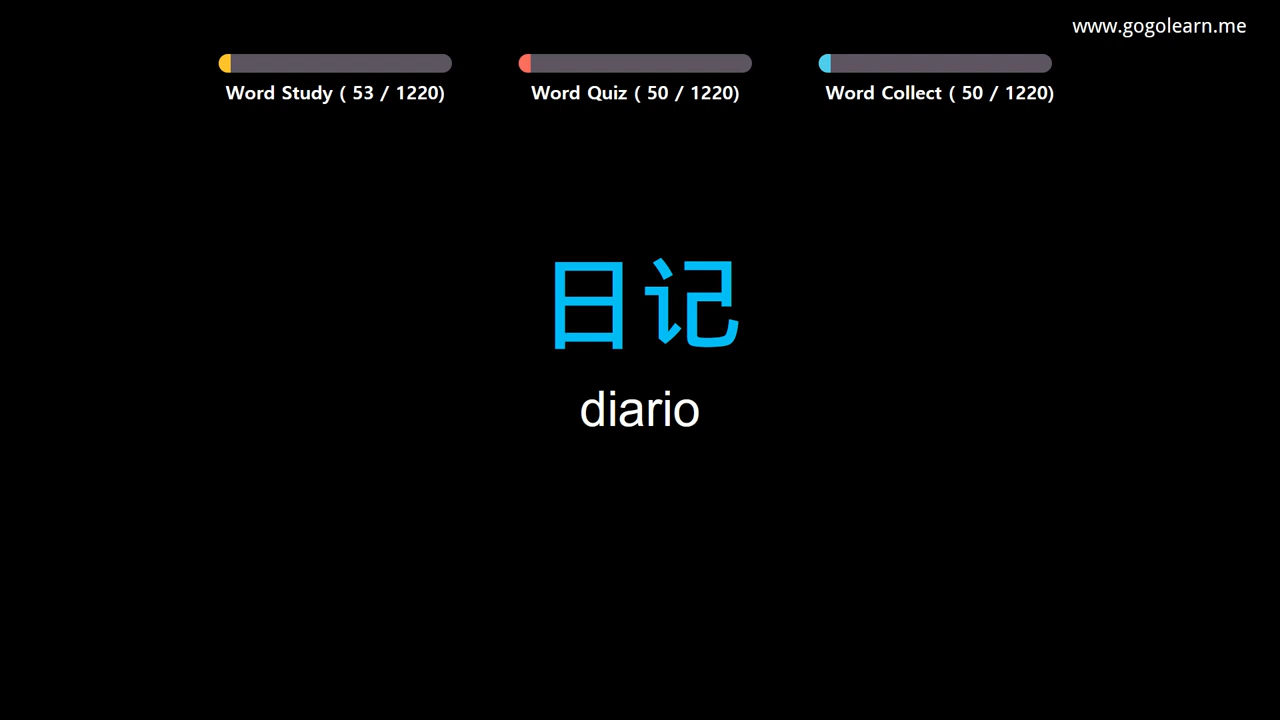 www.gogolearn.me
Word Study ( 53 / 1220)
Word Quiz ( 50 / 1220)
Word Collect ( 50 / 1220)
日记
diario